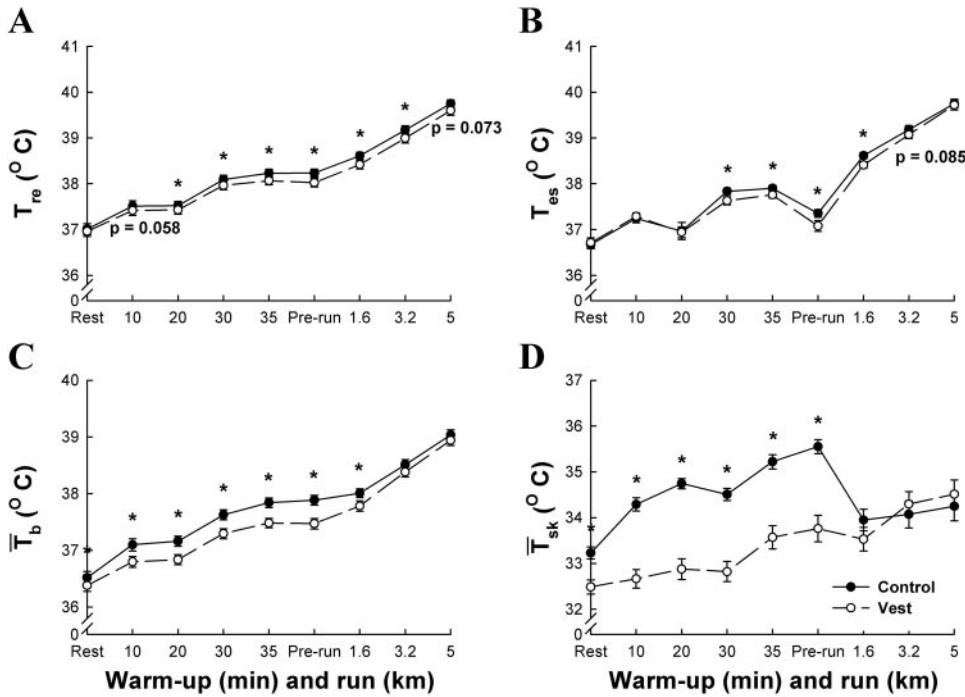 A
41
40
39
38
37
36
0
T re (° C)
* * * * * *
p = 0.058
p = 0.073
Rest 10 20 30 35 Pre-run 1.6 3.2 5
B
41
40
39
38
37
36
0
T es (° C)
* * * *
p = 0.085
Rest 10 20 30 35 Pre-run 1.6 3.2 5
C
40
39
38
37
36
0
T̅ b (° C)
* * * * * * *
Rest 10 20 30 35 Pre-run 1.6 3.2 5
Warm-up (min) and run (km)
D
37
36
35
34
33
32
0
T̅ sk (° C)
* * * * * *
Control
Vest
Rest 10 20 30 35 Pre-run 1.6 3.2 5
Warm-up (min) and run (km)